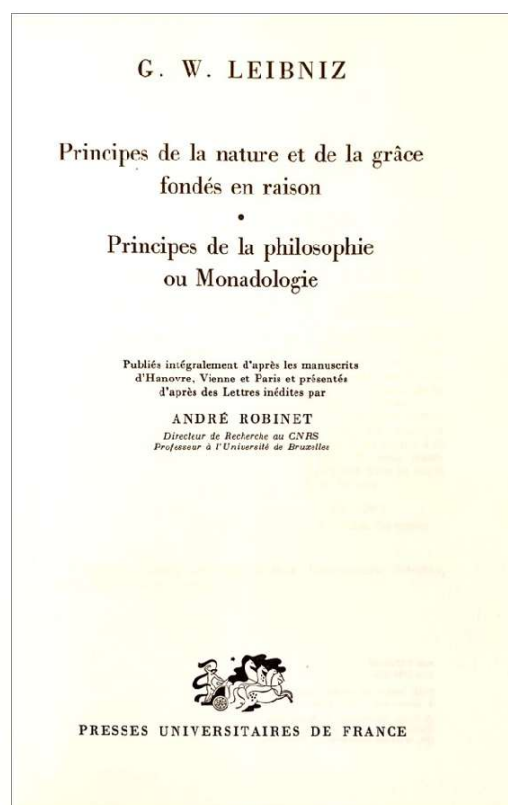 G. W. LEIBNIZ
Principes de la nature et de la grâce
fondés en raison
•
Principes de la philosophie
ou Monadologie
Publiés intégralement d'après les manuscrits
d'Hanovre, Vienne et Paris et présentés
d'après des Lettres inédites par
ANDRÉ ROBINET
Directeur de Recherche au CNRS
Professeur à l'Université de Bruxelles
PRESSES UNIVERSITAIRES DE FRANCE